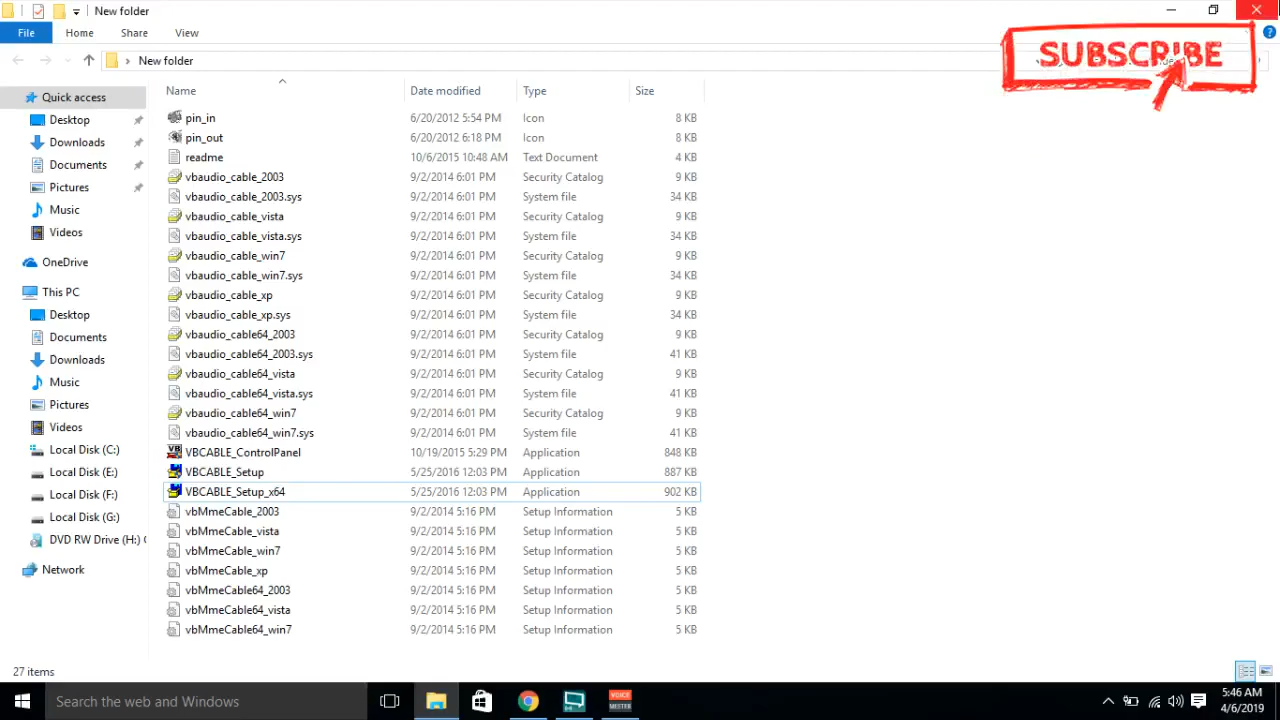 New folder
File Home Share View
SUBSCRIBE
New folder
Name Date modified Type Size
Quick access
Desktop
Downloads
Documents
Pictures
Music
Videos
OneDrive
This PC
Desktop
Documents
Downloads
Music
Pictures
Videos
Local Disk (C:)
Local Disk (E:)
Local Disk (F:)
Local Disk (G:)
DVD RW Drive (H:)
Network
pin_in 6/20/2012 5:54 PM Icon 8 KB
pin_out 6/20/2012 6:18 PM Icon 8 KB
readme 10/6/2015 10:48 AM Text Document 4 KB
vbaudio_cable_2003 9/2/2014 6:01 PM Security Catalog 9 KB
vbaudio_cable_2003.sys 9/2/2014 6:01 PM System file 34 KB
vbaudio_cable_vista 9/2/2014 6:01 PM Security Catalog 9 KB
vbaudio_cable_vista.sys 9/2/2014 6:01 PM System file 34 KB
vbaudio_cable_win7 9/2/2014 6:01 PM Security Catalog 9 KB
vbaudio_cable_win7.sys 9/2/2014 6:01 PM System file 34 KB
vbaudio_cable_xp 9/2/2014 6:01 PM Security Catalog 9 KB
vbaudio_cable_xp.sys 9/2/2014 6:01 PM System file 34 KB
vbaudio_cable64_2003 9/2/2014 6:01 PM Security Catalog 9 KB
vbaudio_cable64_2003.sys 9/2/2014 6:01 PM System file 41 KB
vbaudio_cable64_vista 9/2/2014 6:01 PM Security Catalog 9 KB
vbaudio_cable64_vista.sys 9/2/2014 6:01 PM System file 41 KB
vbaudio_cable64_win7 9/2/2014 6:01 PM Security Catalog 9 KB
vbaudio_cable64_win7.sys 9/2/2014 6:01 PM System file 41 KB
VBCABLE_ControlPanel 10/19/2015 5:29 PM Application 848 KB
VBCABLE_Setup 5/25/2016 12:03 PM Application 887 KB
VBCABLE_Setup_x64 5/25/2016 12:03 PM Application 902 KB
vbMmeCable_2003 9/2/2014 5:16 PM Setup Information 5 KB
vbMmeCable_vista 9/2/2014 5:16 PM Setup Information 5 KB
vbMmeCable_win7 9/2/2014 5:16 PM Setup Information 5 KB
vbMmeCable_xp 9/2/2014 5:16 PM Setup Information 5 KB
vbMmeCable64_2003 9/2/2014 5:16 PM Setup Information 5 KB
vbMmeCable64_vista 9/2/2014 5:16 PM Setup Information 5 KB
vbMmeCable64_win7 9/2/2014 5:16 PM Setup Information 5 KB
27 items
Search the web and Windows
VOICE
MEETER
5:46 AM
4/6/2019